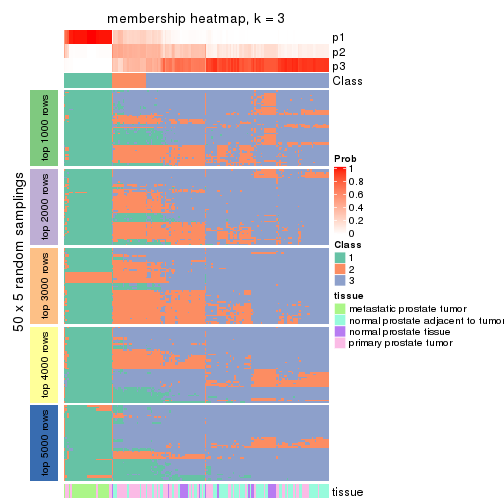 membership heatmap, k = 3
p1
p2
p3
Class
50 x 5 random samplings
top 1000 rows
top 2000 rows
top 3000 rows
top 4000 rows
top 5000 rows
Prob
1
0.8
0.6
0.4
0.2
0
Class
1
2
3
tissue
metastatic prostate tumor
normal prostate adjacent to tumor
normal prostate tissue
primary prostate tumor
tissue